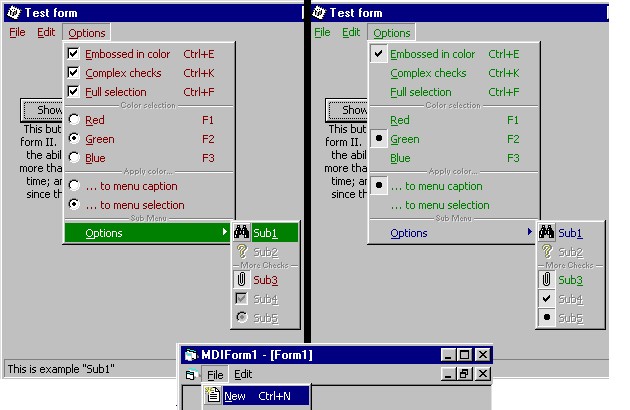 Test form
File Edit Options
Embossed in color Ctrl+E
Complex checks Ctrl+K
Full selection Ctrl+F
Color selection
Red F1
Green F2
Blue F3
Apply color...
... to menu caption
... to menu selection
Sub Menu
Options
Sub1
Sub2
More Checks
Sub3
Sub4
Sub5
Show
This but
form II.
the abil
more tha
time; ar
since th
This is example "Sub1"
Test form
File Edit Options
Embossed in color Ctrl+E
Complex checks Ctrl+K
Full selection Ctrl+F
Color selection
Red F1
Green F2
Blue F3
Apply color...
... to menu caption
... to menu selection
Sub Menu
Options
Sub1
Sub2
More Checks
Sub3
Sub4
Sub5
Show
This but
form II.
the abil
more tha
time; ar
since th
MDIForm1 - [Form1]
File Edit
New Ctrl+N